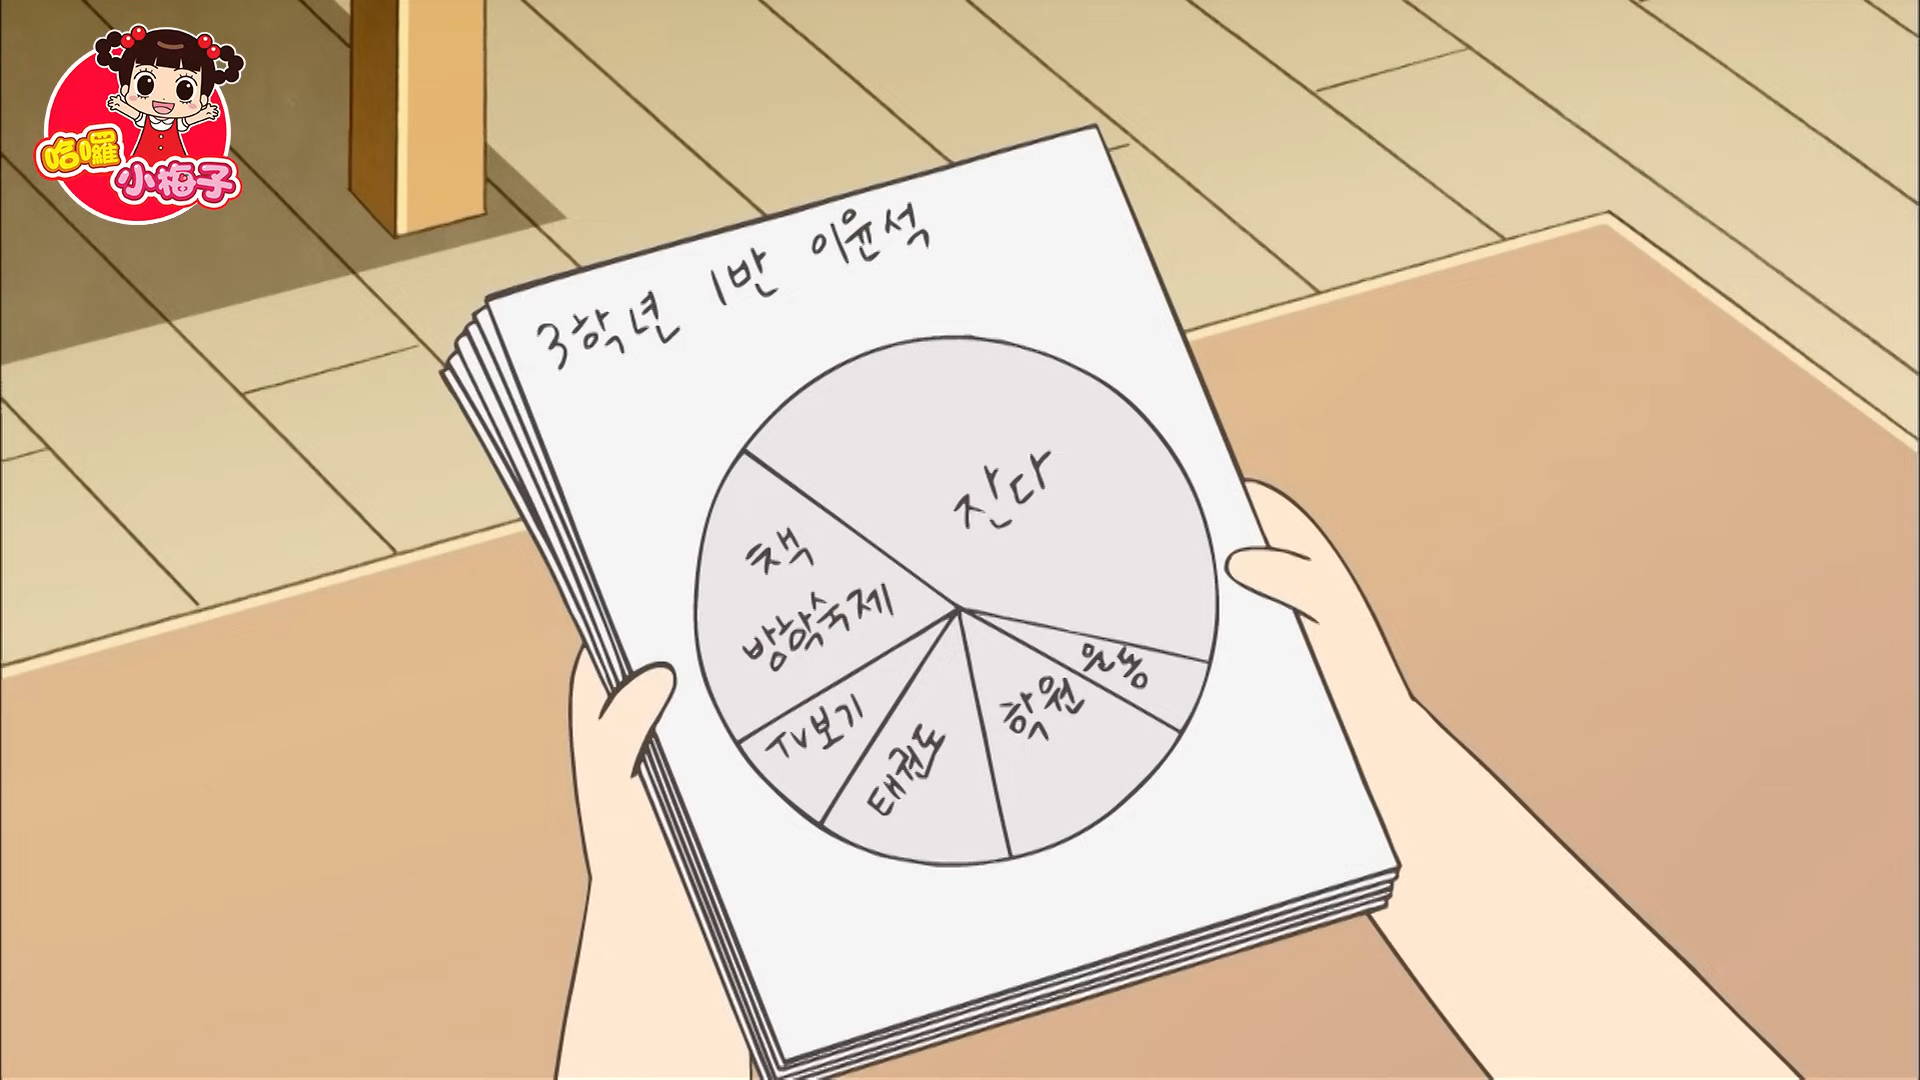 哈囉
小梅子
3학년 1반 이윤석
잔다
책
방학숙제
TV보기
태권도
학원
운동